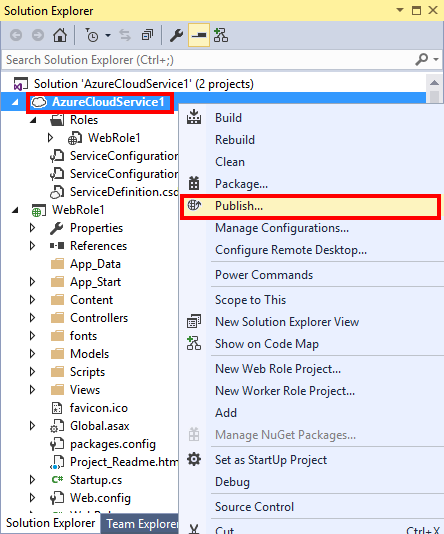 Solution Explorer
Search Solution Explorer (Ctrl+;)
Solution 'AzureCloudService1' (2 projects)
AzureCloudService1
Roles
WebRole1
ServiceConfiguration
ServiceConfiguration
ServiceDefinition.csd
WebRole1
Properties
References
App_Data
App_Start
Content
Controllers
fonts
Models
Scripts
Views
favicon.ico
Global.asax
packages.config
Project_Readme.htm
Startup.cs
Web.config
Build
Rebuild
Clean
Package...
Publish...
Manage Configurations...
Configure Remote Desktop...
Power Commands
Scope to This
New Solution Explorer View
Show on Code Map
New Web Role Project...
New Worker Role Project...
Add
Manage NuGet Packages...
Set as StartUp Project
Debug
Source Control
Cut Ctrl+X
Solution Explorer Team Explorer